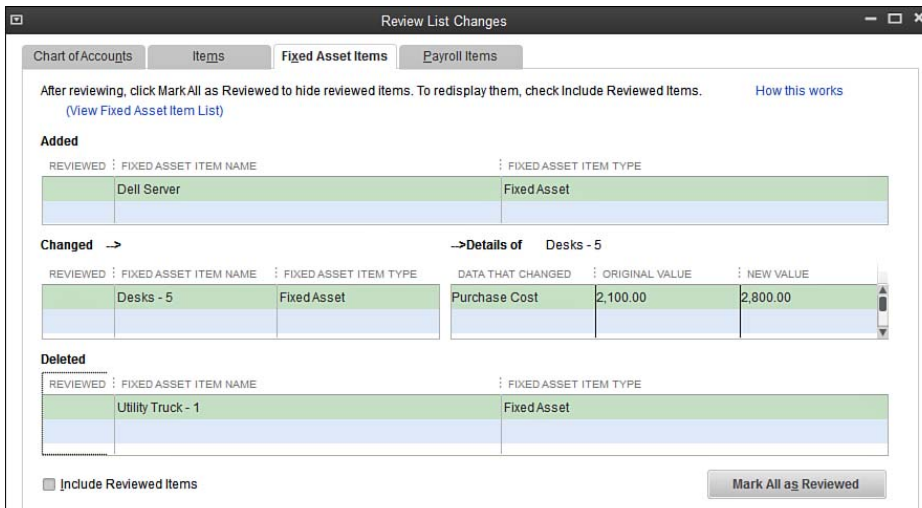 Review List Changes
Chart of Accounts Items Fixed Asset Items Payroll Items
After reviewing, click Mark All as Reviewed to hide reviewed items. To redisplay them, check Include Reviewed Items. How this works
(View Fixed Asset Item List)
Added
REVIEWED FIXED ASSET ITEM NAME FIXED ASSET ITEM TYPE
Dell Server Fixed Asset
Changed --> -->Details of Desks - 5
REVIEWED FIXED ASSET ITEM NAME FIXED ASSET ITEM TYPE DATA THAT CHANGED ORIGINAL VALUE NEW VALUE
Desks - 5 Fixed Asset Purchase Cost 2,100.00 2,800.00
Deleted
REVIEWED FIXED ASSET ITEM NAME FIXED ASSET ITEM TYPE
Utility Truck - 1 Fixed Asset
Include Reviewed Items Mark All as Reviewed